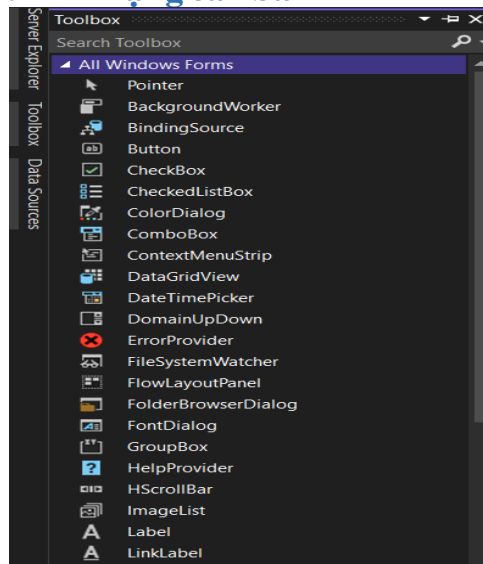 Server Explorer
Toolbox
Data Sources
Toolbox
Search Toolbox
All Windows Forms
Pointer
BackgroundWorker
BindingSource
Button
CheckBox
CheckedListBox
ColorDialog
ComboBox
ContextMenuStrip
DataGridView
DateTimePicker
DomainUpDown
ErrorProvider
FileSystemWatcher
FlowLayoutPanel
FolderBrowserDialog
FontDialog
GroupBox
HelpProvider
HScrollBar
ImageList
Label
LinkLabel